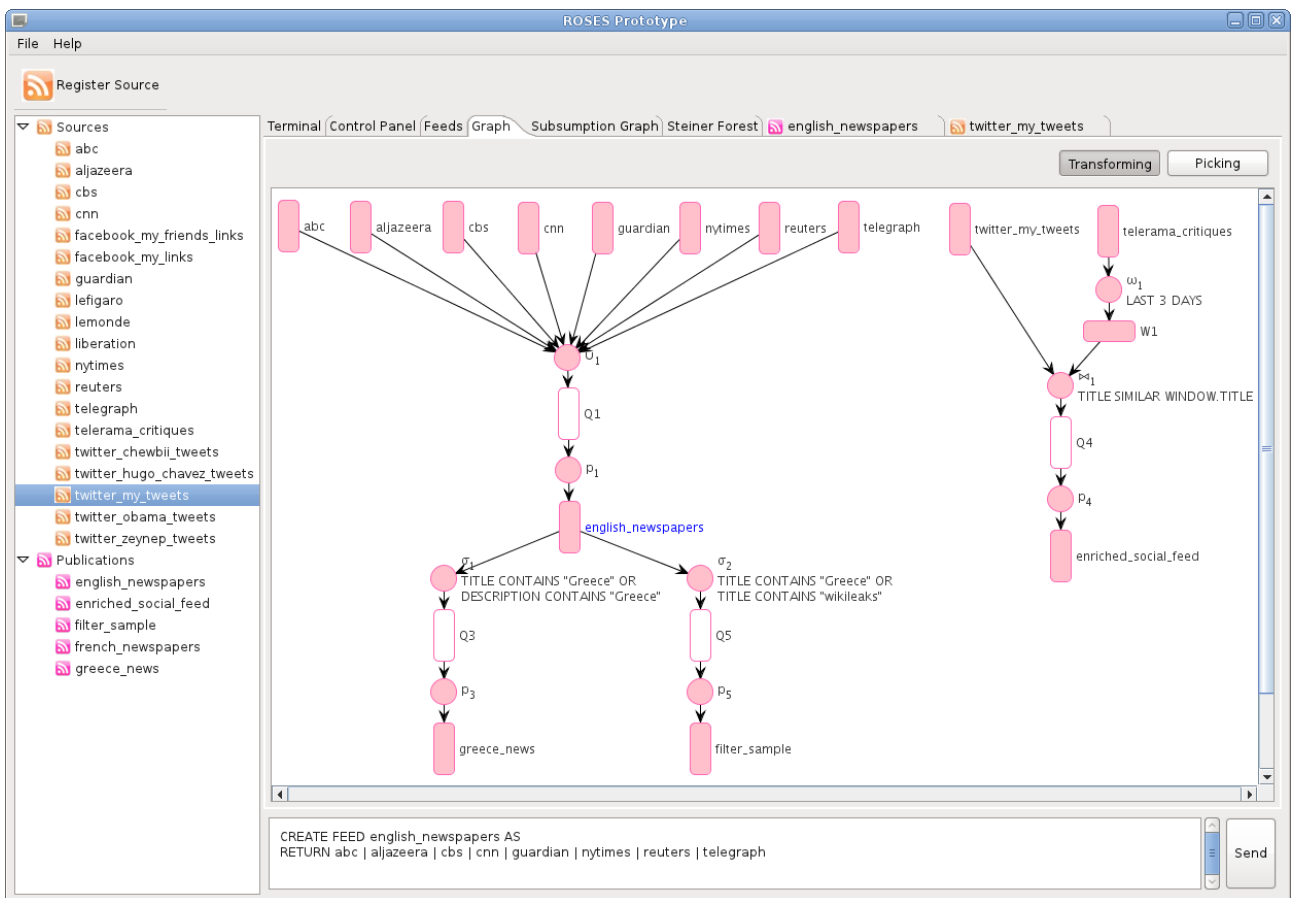 ROSES Prototype
File Help
Register Source
Sources
abc
aljazeera
cbs
cnn
facebook_my_friends_links
facebook_my_links
guardian
lefigaro
lemonde
liberation
nytimes
reuters
telegraph
telerama_critiques
twitter_chewbii_tweets
twitter_hugo_chavez_tweets
twitter_my_tweets
twitter_obama_tweets
twitter_zeynep_tweets
Publications
english_newspapers
enriched_social_feed
filter_sample
french_newspapers
greece_news
Terminal Control Panel Feeds Graph Subsumption Graph Steiner Forest english_newspapers twitter_my_tweets
Transforming Picking
abc aljazeera cbs cnn guardian nytimes reuters telegraph twitter_my_tweets telerama_critiques
ω1
LAST 3 DAYS
W1
∪1
⋈1
TITLE SIMILAR WINDOW.TITLE
Q1
Q4
p1
p4
english_newspapers
enriched_social_feed
σ1
TITLE CONTAINS "Greece" OR
DESCRIPTION CONTAINS "Greece"
σ2
TITLE CONTAINS "Greece" OR
TITLE CONTAINS "wikileaks"
Q3
Q5
p3
p5
greece_news
filter_sample
CREATE FEED english_newspapers AS
RETURN abc | aljazeera | cbs | cnn | guardian | nytimes | reuters | telegraph
Send